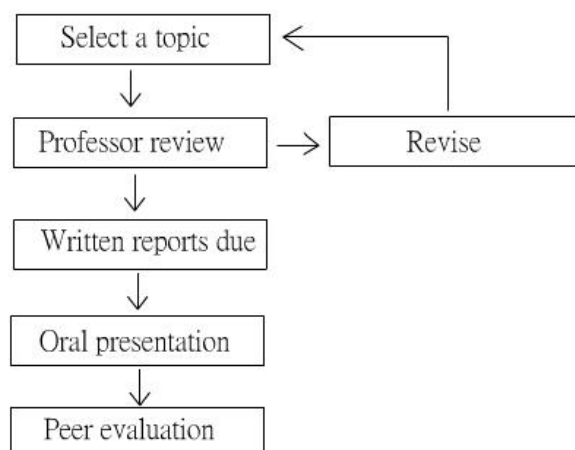 Select a topic
Professor review
Revise
Written reports due
Oral presentation
Peer evaluation